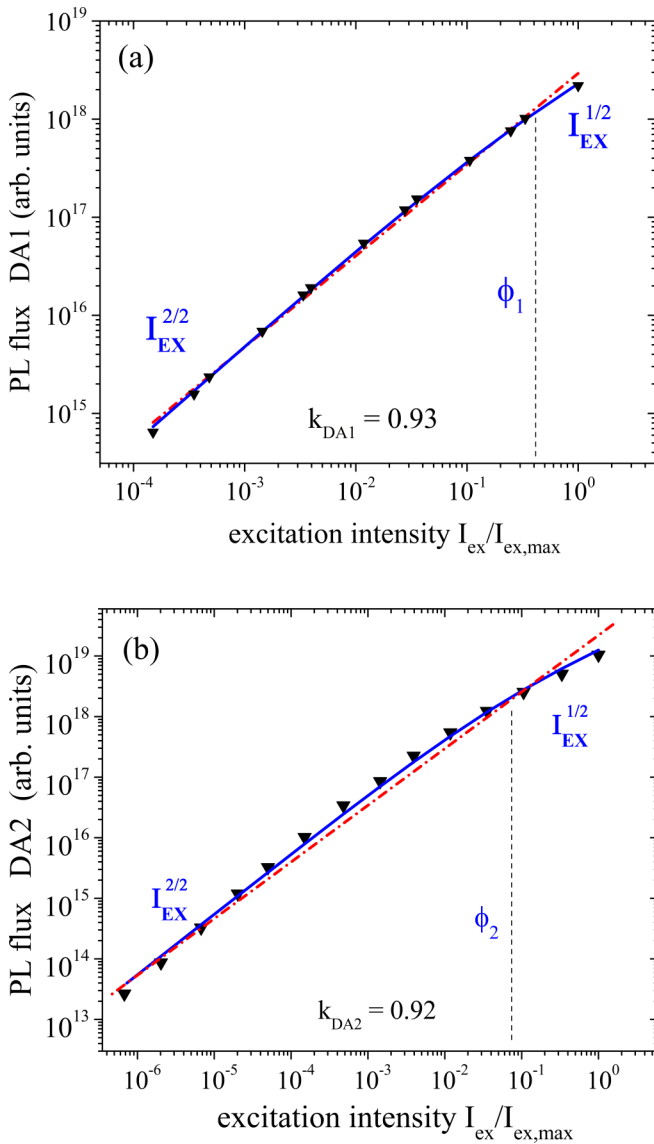 (a)
10^19
10^18
10^17
10^16
10^15
PL flux DA1 (arb. units)
I_EX^1/2
ϕ_1
I_EX^2/2
k_DA1 = 0.93
10^-4 10^-3 10^-2 10^-1 10^0
excitation intensity I_ex/I_ex,max
(b)
10^19
10^18
10^17
10^16
10^15
10^14
10^13
PL flux DA2 (arb. units)
I_EX^1/2
I_EX^2/2
ϕ_2
k_DA2 = 0.92
10^-6 10^-5 10^-4 10^-3 10^-2 10^-1 10^0
excitation intensity I_ex/I_ex,max